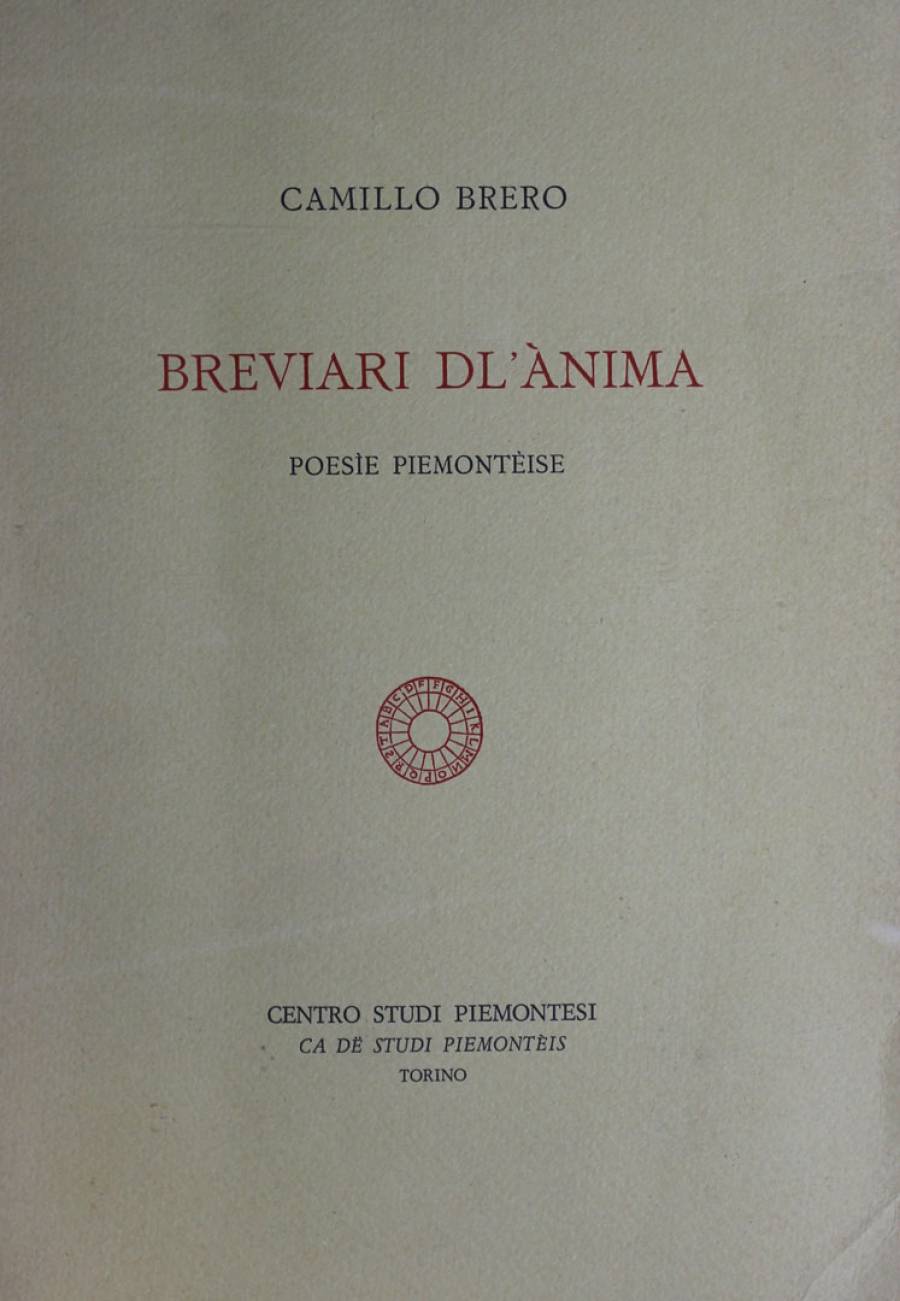 CAMILLO BRERO
BREVIARI DL'ÀNIMA
POESÌE PIEMONTÈISE
CENTRO STUDI PIEMONTESI
CA DË STUDI PIEMONTÈIS
TORINO